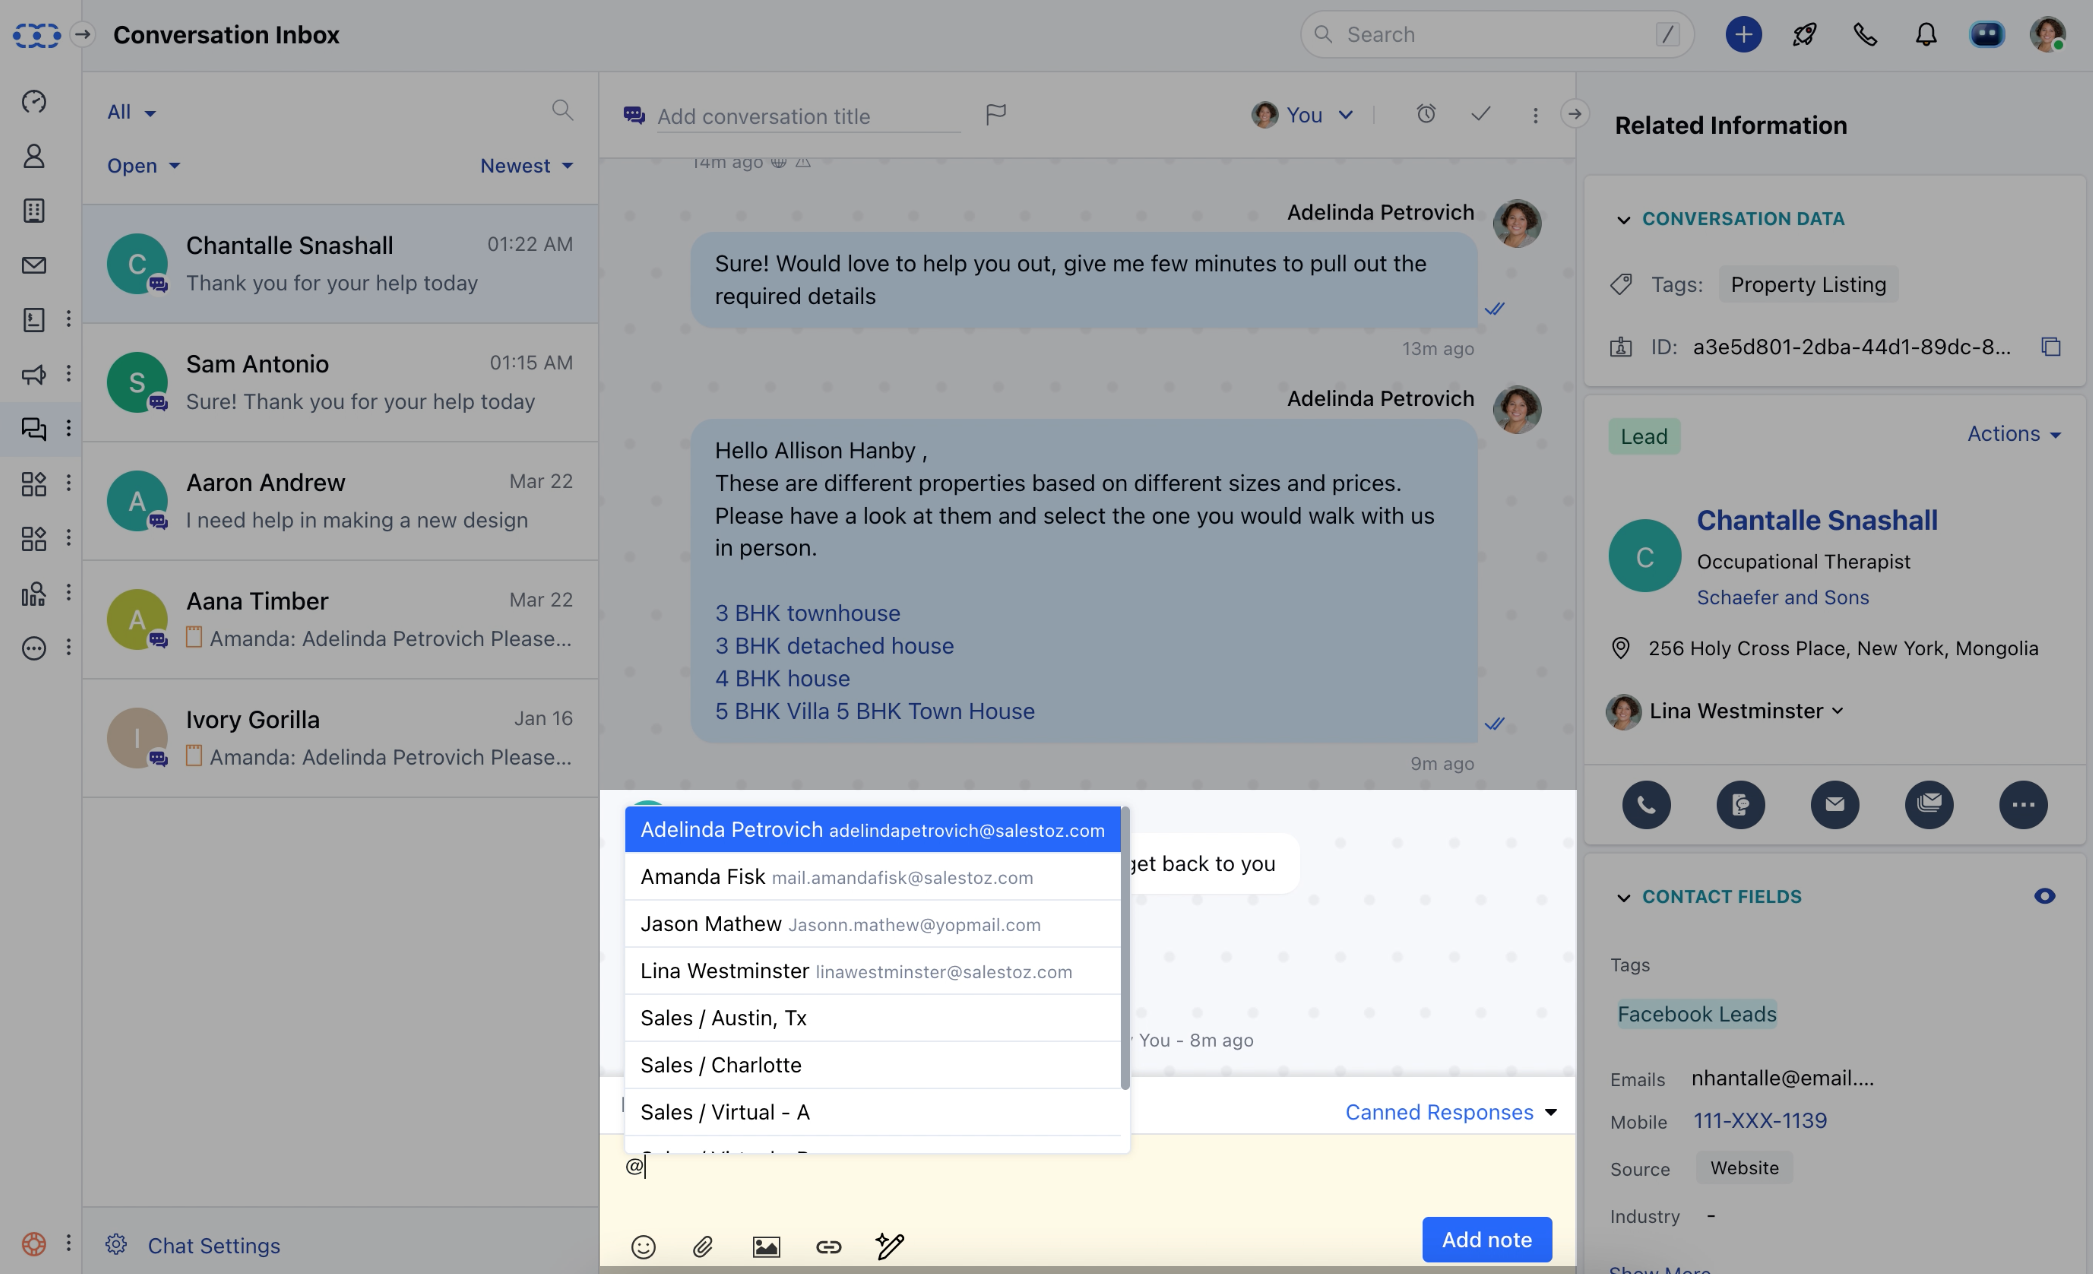 Conversation Inbox
Search
/
All
Open
Newest
C
Chantalle Snashall
01:22 AM
Thank you for your help today
S
Sam Antonio
01:15 AM
Sure! Thank you for your help today
A
Aaron Andrew
Mar 22
I need help in making a new design
A
Aana Timber
Mar 22
Amanda: Adelinda Petrovich Please...
I
Ivory Gorilla
Jan 16
Amanda: Adelinda Petrovich Please...
Chat Settings
Add conversation title
You
14m ago
Adelinda Petrovich
Sure! Would love to help you out, give me few minutes to pull out the
required details
13m ago
Adelinda Petrovich
Hello Allison Hanby ,
These are different properties based on different sizes and prices.
Please have a look at them and select the one you would walk with us
in person.
3 BHK townhouse
3 BHK detached house
4 BHK house
5 BHK Villa 5 BHK Town House
9m ago
get back to you
You - 8m ago
Adelinda Petrovich adelindapetrovich@salestoz.com
Amanda Fisk mail.amandafisk@salestoz.com
Jason Mathew Jasonn.mathew@yopmail.com
Lina Westminster linawestminster@salestoz.com
Sales / Austin, Tx
Sales / Charlotte
Sales / Virtual - A
Canned Responses
@
Add note
Related Information
CONVERSATION DATA
Tags: Property Listing
ID: a3e5d801-2dba-44d1-89dc-8...
Lead
Actions
C
Chantalle Snashall
Occupational Therapist
Schaefer and Sons
256 Holy Cross Place, New York, Mongolia
Lina Westminster
CONTACT FIELDS
Tags
Facebook Leads
Emails nhantalle@email....
Mobile 111-XXX-1139
Source Website
Industry -
Show More